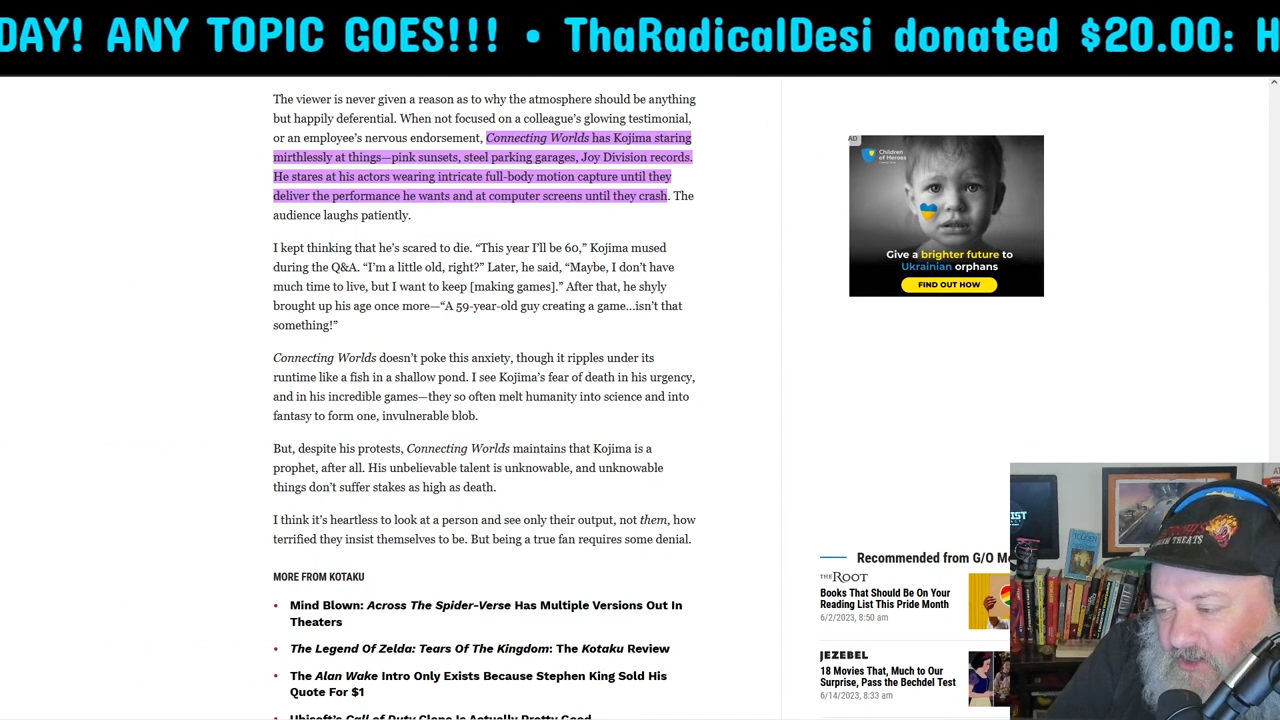 DAY! ANY TOPIC GOES!!! • ThaRadicalDesi donated $20.00: H
The viewer is never given a reason as to why the atmosphere should be anything
but happily deferential. When not focused on a colleague's glowing testimonial,
or an employee's nervous endorsement, Connecting Worlds has Kojima staring
mirthlessly at things—pink sunsets, steel parking garages, Joy Division records.
He stares at his actors wearing intricate full-body motion capture until they
deliver the performance he wants and at computer screens until they crash. The
audience laughs patiently.
I kept thinking that he's scared to die. “This year I'll be 60,” Kojima mused
during the Q&A. “I'm a little old, right?” Later, he said, “Maybe, I don't have
much time to live, but I want to keep [making games].” After that, he shyly
brought up his age once more—“A 59-year-old guy creating a game…isn't that
something!”
Connecting Worlds doesn't poke this anxiety, though it ripples under its
runtime like a fish in a shallow pond. I see Kojima's fear of death in his urgency,
and in his incredible games—they so often melt humanity into science and into
fantasy to form one, invulnerable blob.
But, despite his protests, Connecting Worlds maintains that Kojima is a
prophet, after all. His unbelievable talent is unknowable, and unknowable
things don't suffer stakes as high as death.
I think it's heartless to look at a person and see only their output, not them, how
terrified they insist themselves to be. But being a true fan requires some denial.
MORE FROM KOTAKU
• Mind Blown: Across The Spider-Verse Has Multiple Versions Out In
Theaters
• The Legend Of Zelda: Tears Of The Kingdom: The Kotaku Review
• The Alan Wake Intro Only Exists Because Stephen King Sold His
Quote For $1
• Ubisoft's Call of Duty Clone Is Actually Pretty Good
AD
Children
of Heroes
Give a brighter future to
Ukrainian orphans
FIND OUT HOW
Recommended from G/O M
THE ROOT
Books That Should Be On Your
Reading List This Pride Month
6/2/2023, 8:50 am
JEZEBEL
18 Movies That, Much to Our
Surprise, Pass the Bechdel Test
6/14/2023, 8:33 am
TREATS